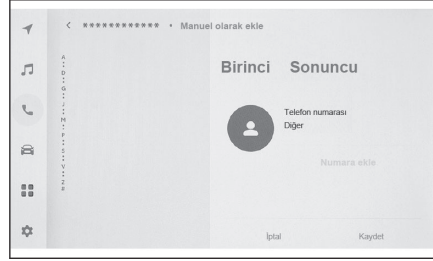 < ************ • Manuel olarak ekle
A
•
D
•
G
•
J
•
M
•
P
•
S
•
V
•
Z
#
Birinci Sonuncu
Telefon numarası
Diğer
Numara ekle
İptal
Kaydet